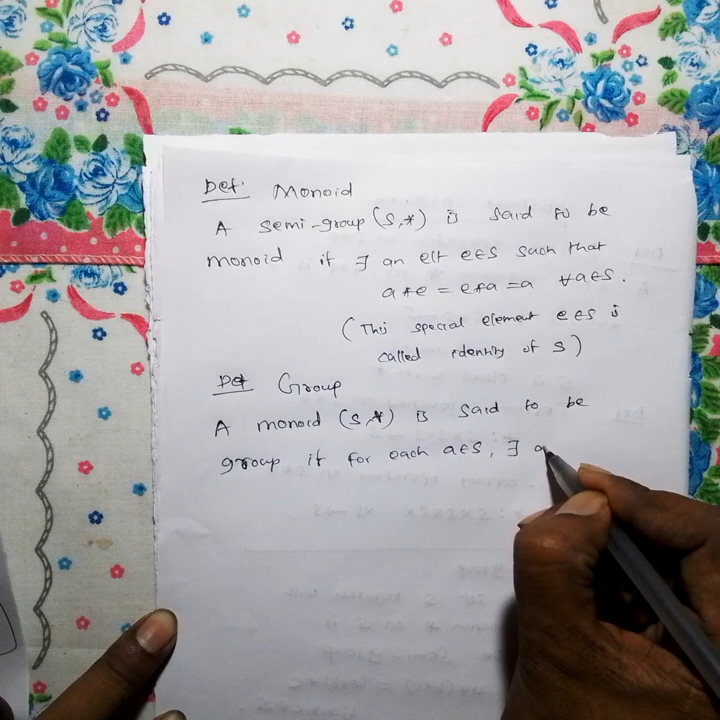 Def. Monoid
A semi-group (S,*) is said to be
monoid if ∃ an elt e∈S such that
a*e = e*a = a ∀a∈S.
(This special element e∈S is
called identity of S)
Def Group
A monoid (S,*) is said to be
group if for each a∈S, ∃ a